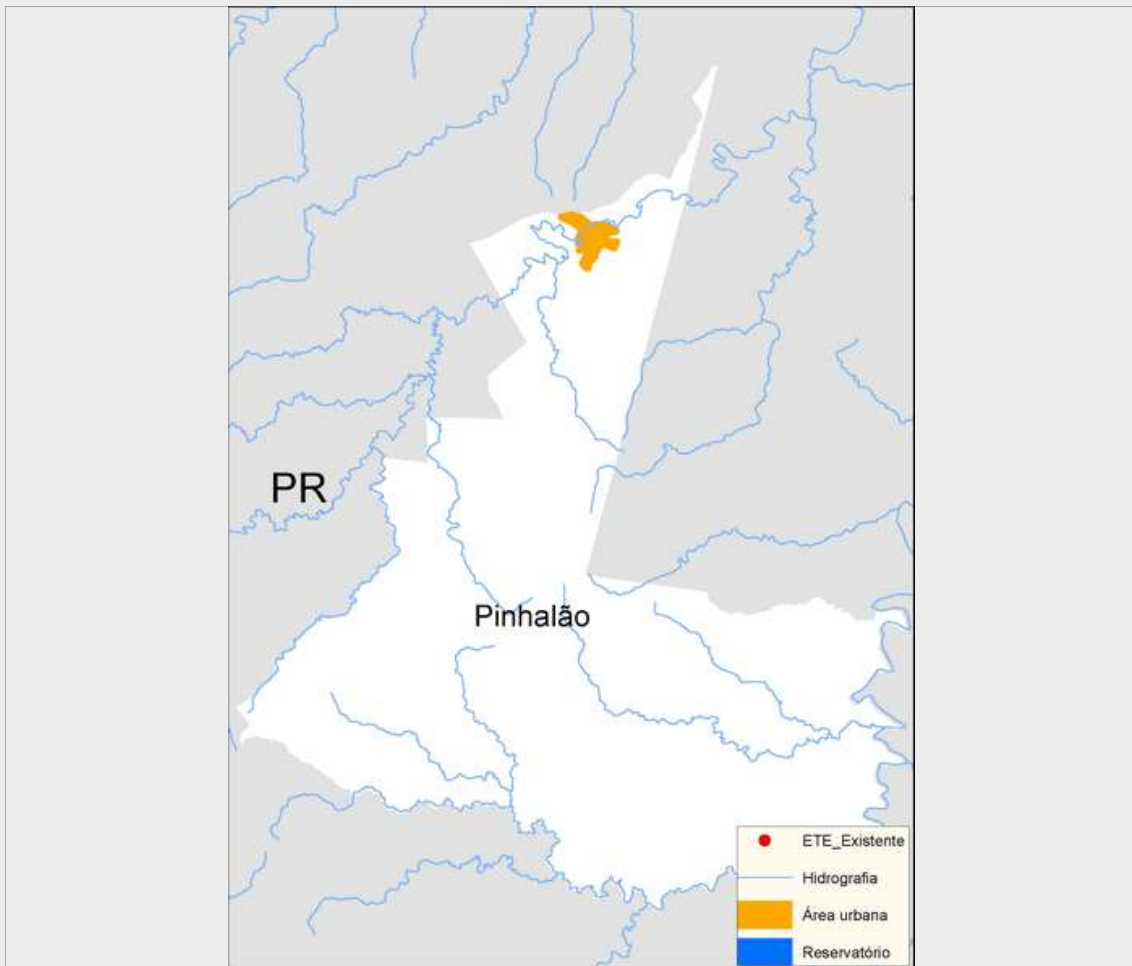 PR
Pinhalão
ETE_Existente
Hidrografia
Área urbana
Reservatório